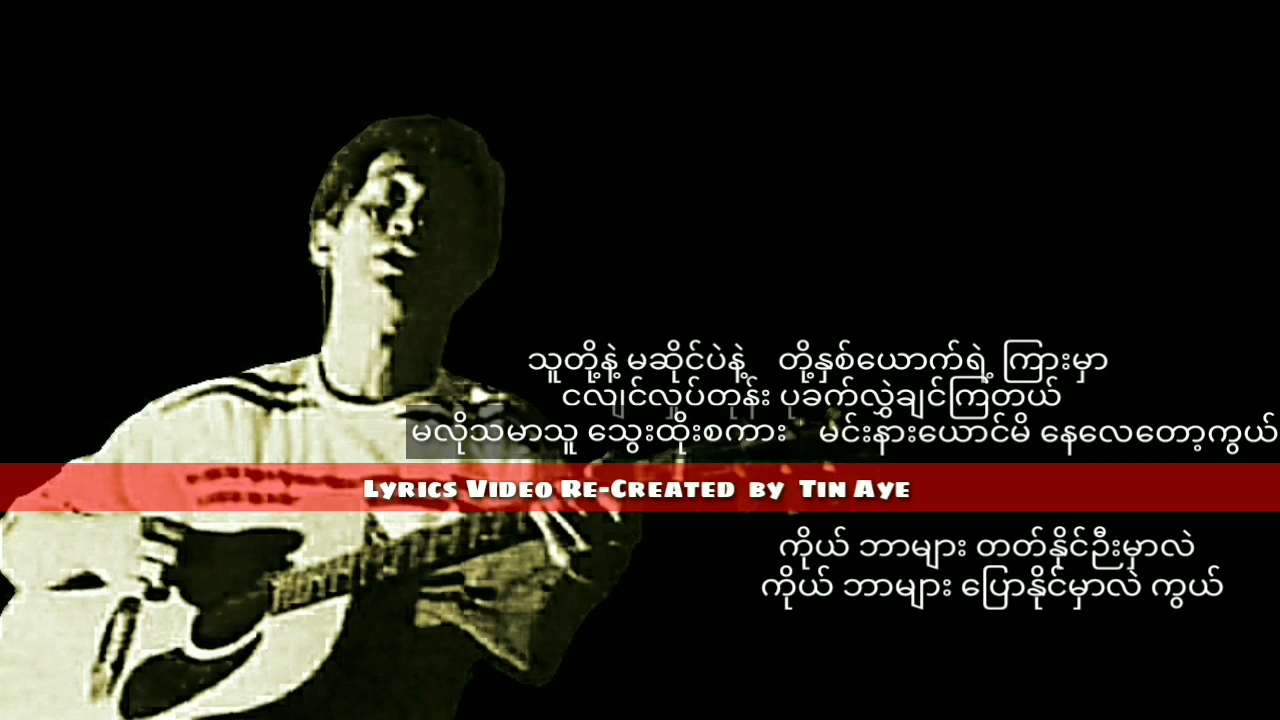 သူတို့နဲ့ မဆိုင်ပဲနဲ့ တို့နှစ်ယောက်ရဲ့ ကြားမှာ
လျင်လှုပ်တုန်း ပုခက်လွှဲချင်ကြတယ်
မလိုသမာသူ သွေးထိုးစကား မင်းနားယောင်မိ နေလေတော့ကွယ်
Lyrics Video Re-Created by Tin Aye
ကိုယ် ဘာများ တတ်နိုင်ဦးမှာလဲ
ကိုယ် ဘာများ ပြောနိုင်မှာလဲ ကွယ်